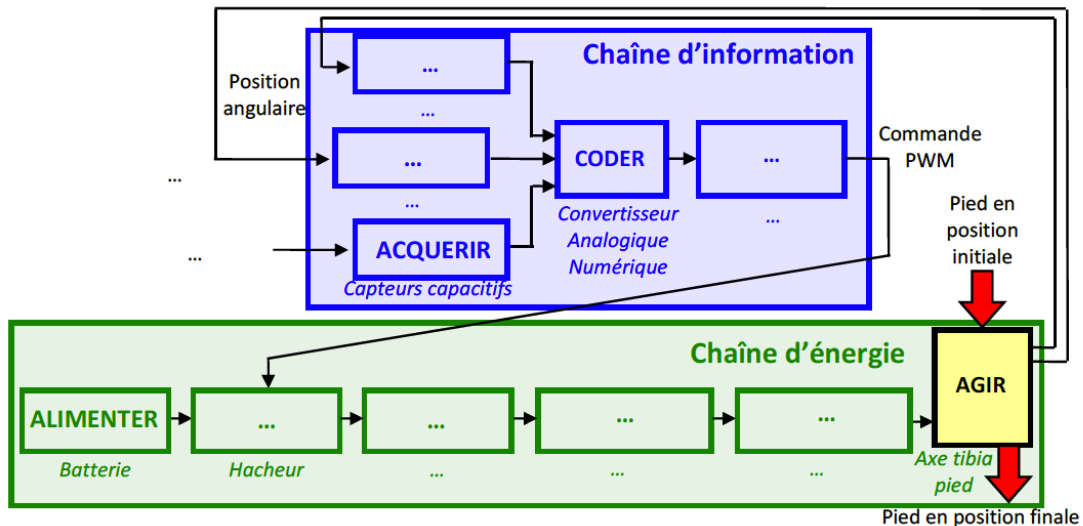 ...
Chaîne d'information
Position
angulaire
...
...
CODER
...
Commande
PWM
...
...
...
Convertisseur
Analogique
Numérique
...
Pied en
position
initiale
...
ACQUERIR
Capteurs capacitifs
Chaîne d'énergie
AGIR
ALIMENTER
...
...
...
...
Batterie
Hacheur
...
...
...
Axe tibia
pied
Pied en position finale